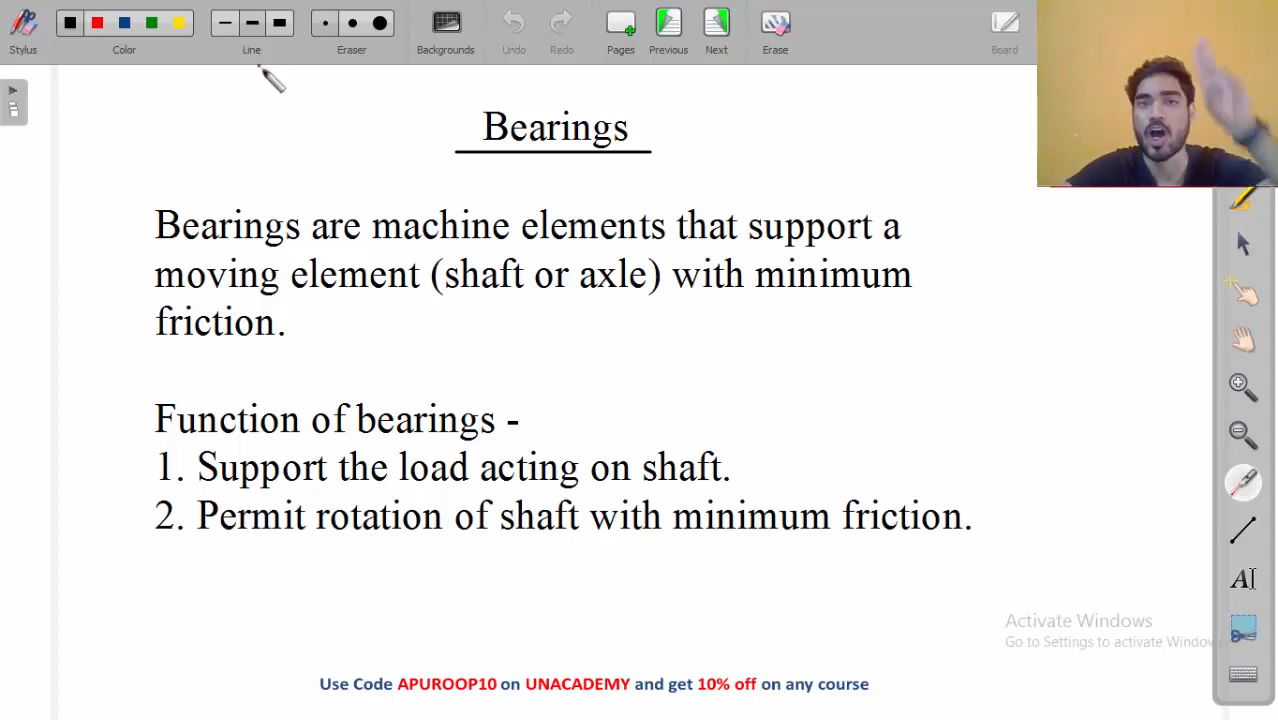 Stylus
Color
Line
Eraser
Backgrounds
Undo
Redo
Pages
Previous
Next
Erase
Board
Bearings
Bearings are machine elements that support a
moving element (shaft or axle) with minimum
friction.
Function of bearings -
1. Support the load acting on shaft.
2. Permit rotation of shaft with minimum friction.
A
Activate Windows
Go to Settings to activate Window
Use Code APUROOP10 on UNACADEMY and get 10% off on any course